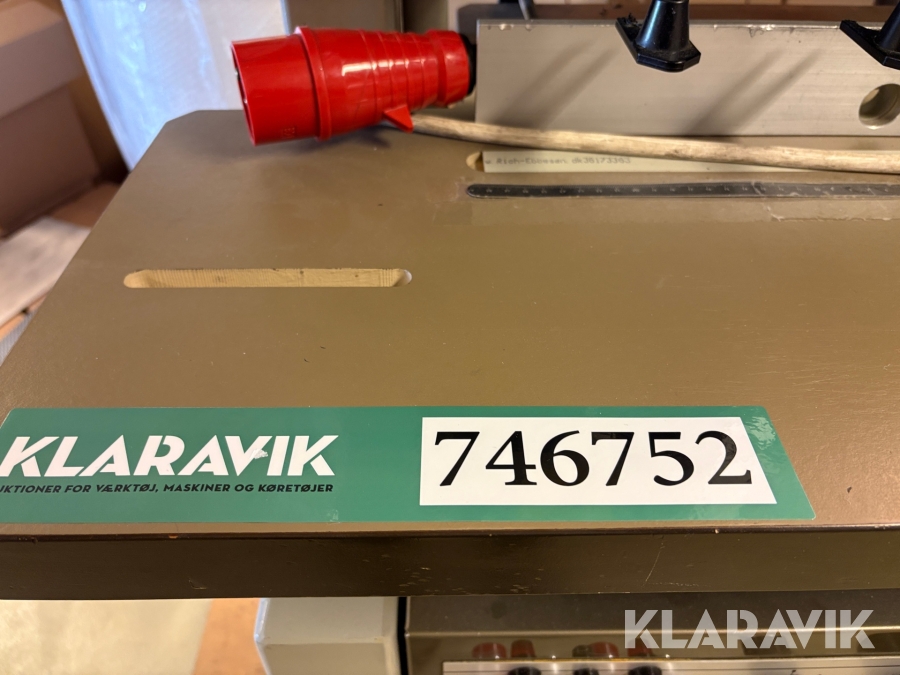 KLARAVIK
UKTIONER FOR VÆRKTØJ, MASKINER OG KØRETØJER
746752
KLARAVIK